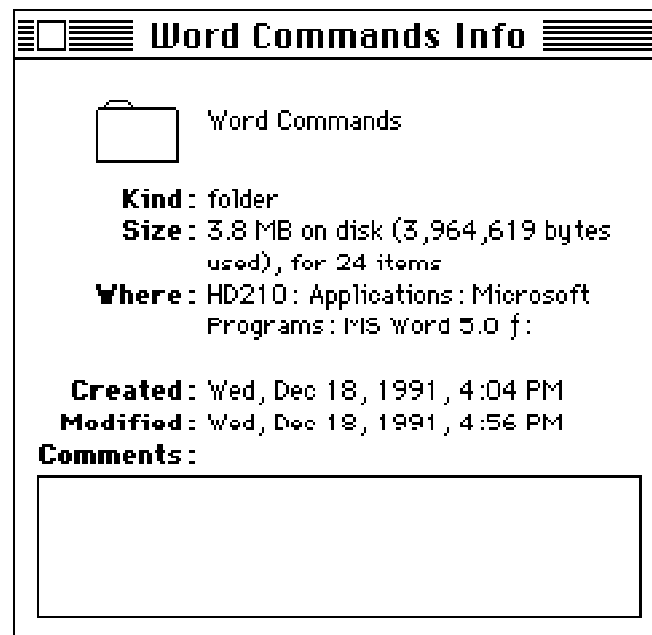 Word Commands Info
Word Commands
Kind: folder
Size: 3.8 MB on disk (3,964,619 bytes
used), for 24 items
Where: HD210: Applications: Microsoft
Programs: MS Word 5.0 ƒ:
Created: Wed, Dec 18, 1991, 4:04 PM
Modified: Wed, Dec 18, 1991, 4:56 PM
Comments: